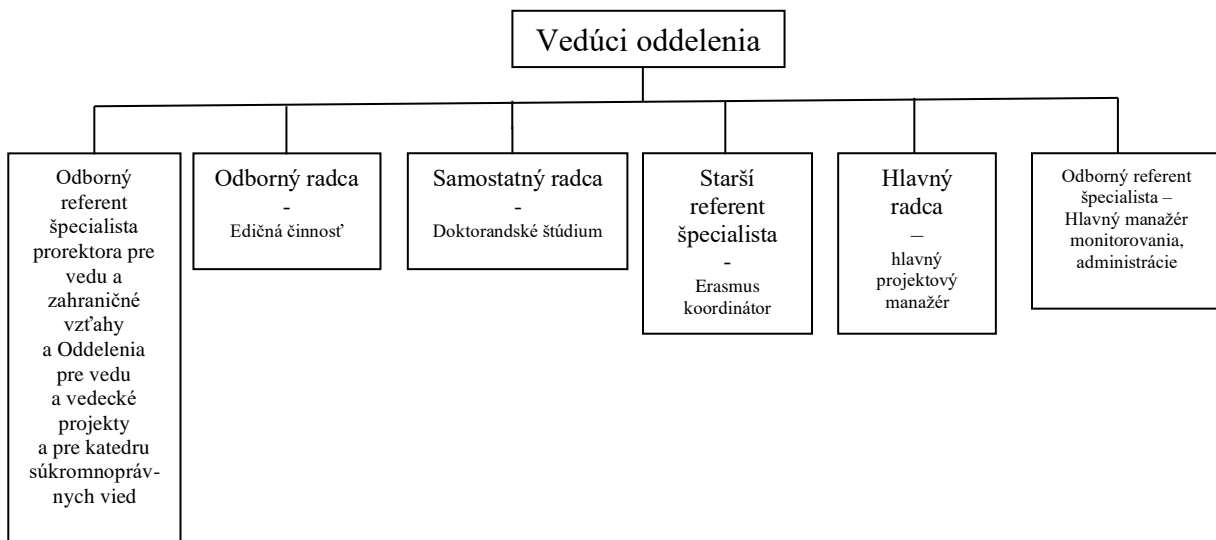 Vedúci oddelenia
Odborný
referent
špecialista
prorektora pre
vedu a
zahraničné
vzťahy
a Oddelenia
pre vedu
a vedecké
projekty
a pre katedru
súkromnopráv-
nych vied
Odborný radca
-
Edičná činnosť
Samostatný radca
-
Doktorandské štúdium
Starší
referent
špecialista
-
Erasmus
koordinátor
Hlavný
radca
–
hlavný
projektový
manažér
Odborný referent
špecialista –
Hlavný manažér
monitorovania,
administrácie